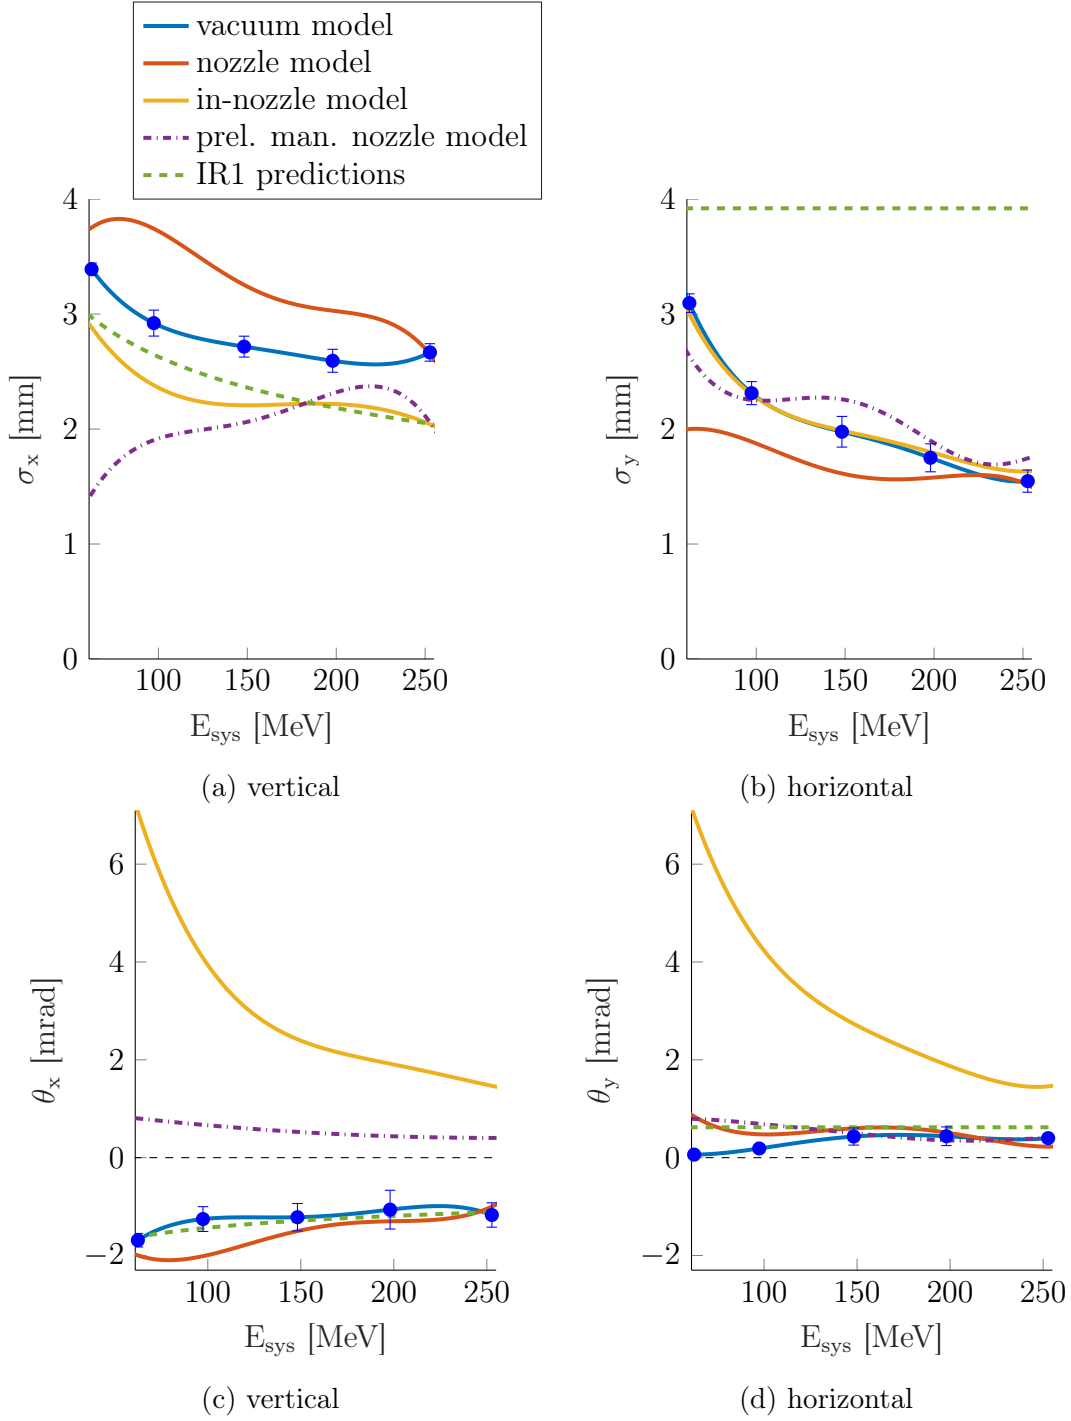 vacuum model
nozzle model
in-nozzle model
prel. man. nozzle model
IR1 predictions
4
3
2
1
0
σx [mm]
100 150 200 250
Esys [MeV]
(a) vertical
4
3
2
1
0
σy [mm]
100 150 200 250
Esys [MeV]
(b) horizontal
6
4
2
0
−2
θx [mrad]
100 150 200 250
Esys [MeV]
(c) vertical
6
4
2
0
−2
θy [mrad]
100 150 200 250
Esys [MeV]
(d) horizontal